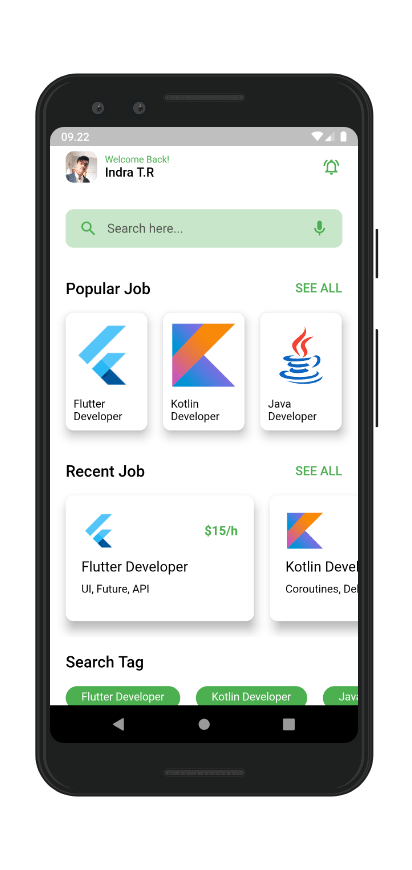 09.22
Welcome Back!
Indra T.R
Search here...
Popular Job
SEE ALL
Flutter
Developer
Kotlin
Developer
Java
Developer
Recent Job
SEE ALL
$15/h
Flutter Developer
UI, Future, API
Kotlin Devel
Coroutines, Del
Search Tag
Flutter Developer
Kotlin Developer
Java